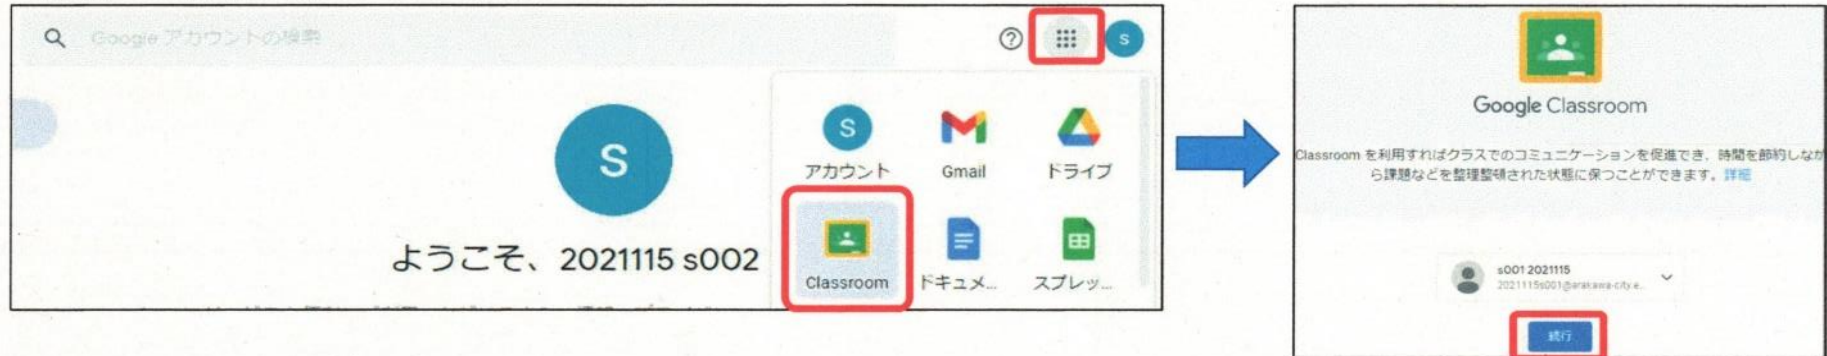 Google アカウントの検索
S
S
アカウント
Gmail
ドライブ
S
ようこそ、2021115 s002
Classroom
ドキュメ...
スプレッ...
Google Classroom
Classroom を利用すればクラスでのコミュニケーションを促進でき、時間を節約しなが
ら課題などを整理整頓された状態に保つことができます。詳細
s001 2021115
2021115s001@arakawa-city.e...
続行